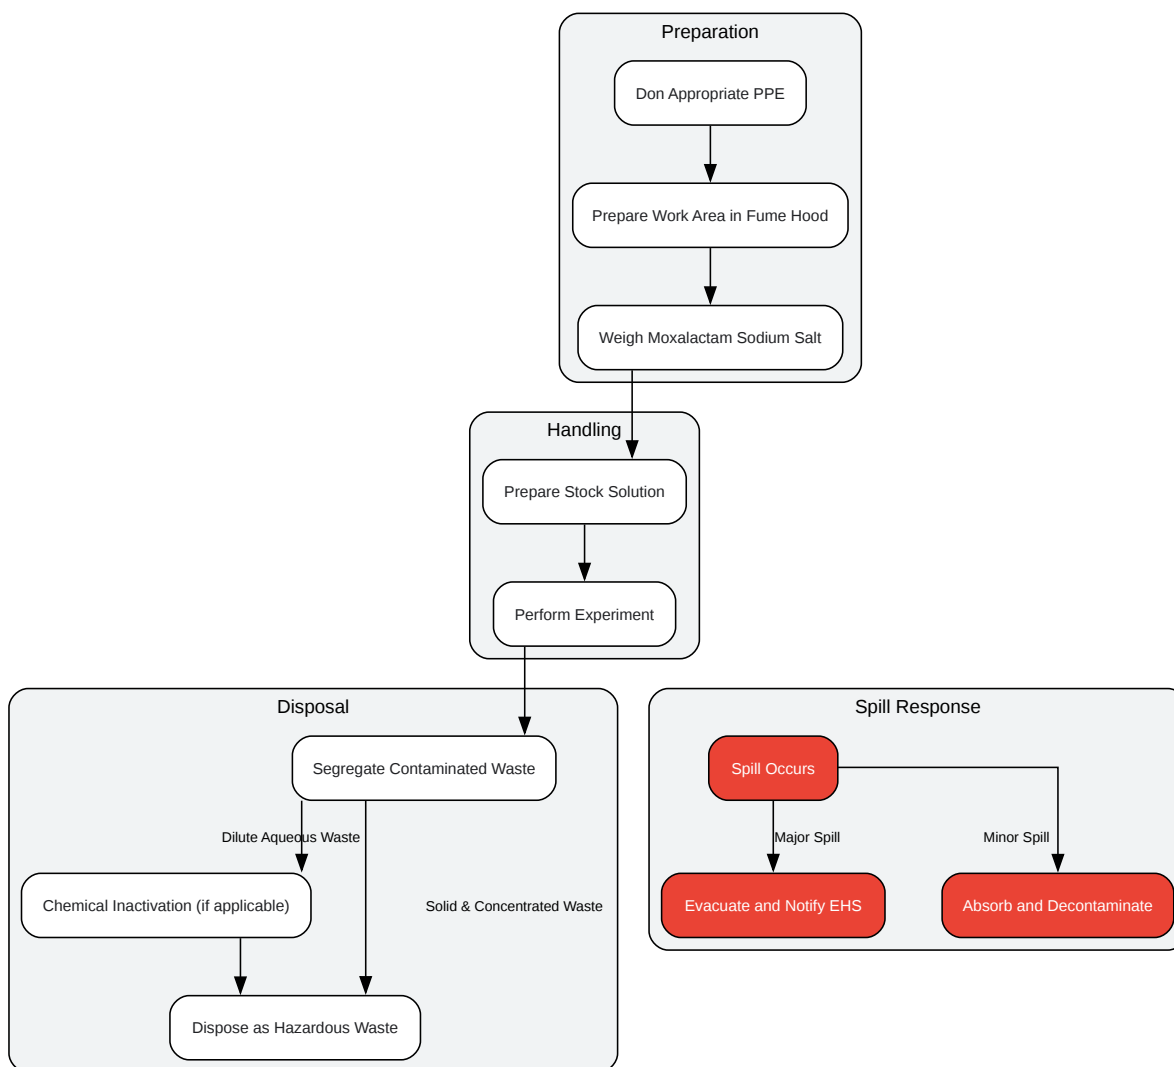 Preparation
Don Appropriate PPE
Prepare Work Area in Fume Hood
Weigh Moxalactam Sodium Salt
Handling
Prepare Stock Solution
Perform Experiment
Disposal
Segregate Contaminated Waste
Dilute Aqueous Waste
Chemical Inactivation (if applicable)
Solid & Concentrated Waste
Dispose as Hazardous Waste
Spill Response
Spill Occurs
Major Spill
Minor Spill
Evacuate and Notify EHS
Absorb and Decontaminate